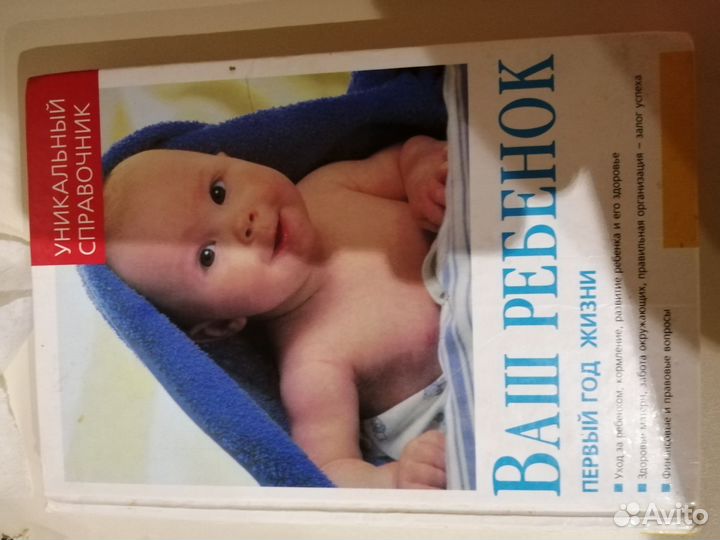 УНИКАЛЬНЫЙ
СПРАВОЧНИК
ВАШ РЕБЕНОК
ПЕРВЫЙ ГОД ЖИЗНИ
Уход за ребенком, кормление, развитие ребенка и его здоровье
Здоровье матери, забота окружающих, правильная организация – залог успеха
Финансовые и правовые вопросы
Avito